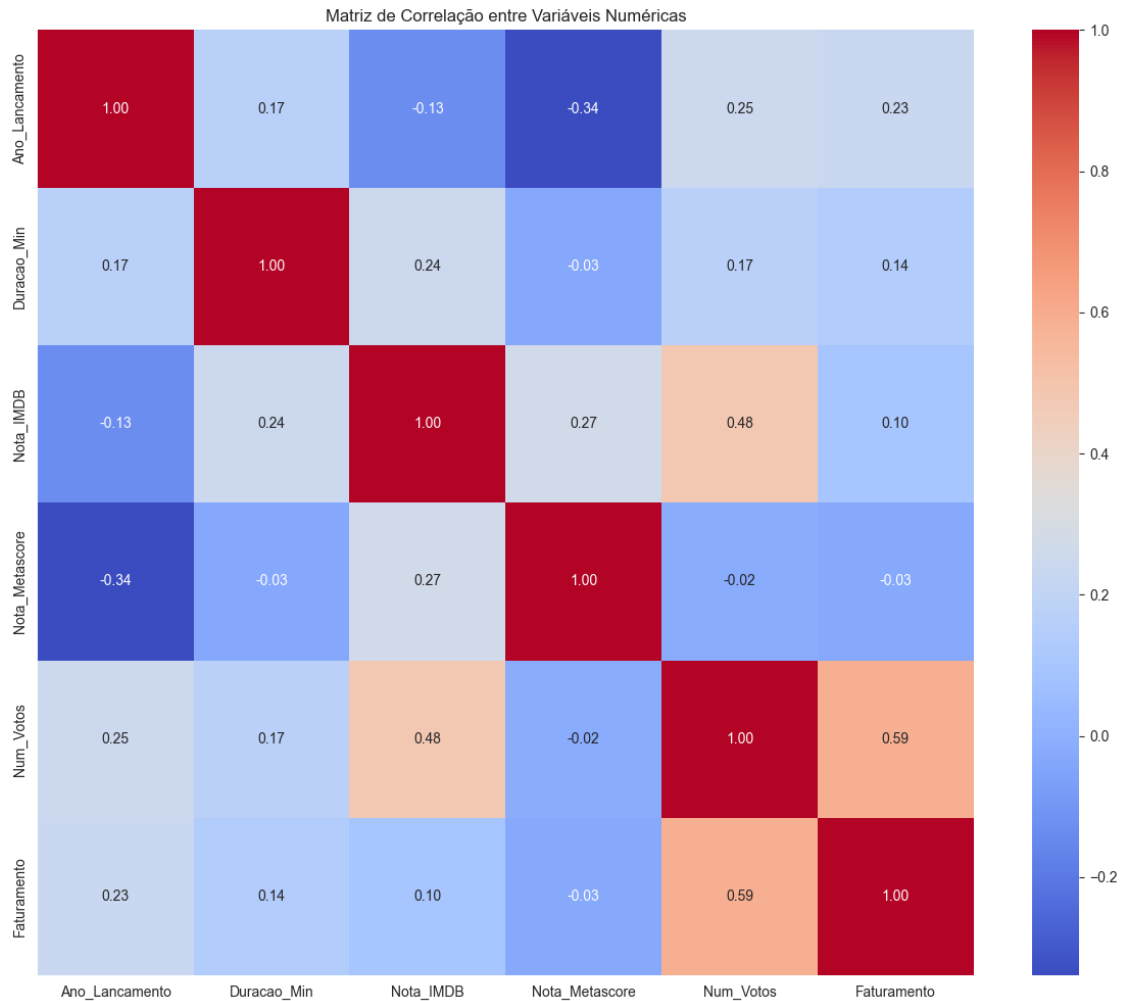 Matriz de Correlação entre Variáveis Numéricas
Ano_Lancamento 1.00 0.17 -0.13 -0.34 0.25 0.23
Duracao_Min 0.17 1.00 0.24 -0.03 0.17 0.14
Nota_IMDB -0.13 0.24 1.00 0.27 0.48 0.10
Nota_Metascore -0.34 -0.03 0.27 1.00 -0.02 -0.03
Num_Votos 0.25 0.17 0.48 -0.02 1.00 0.59
Faturamento 0.23 0.14 0.10 -0.03 0.59 1.00
Ano_Lancamento Duracao_Min Nota_IMDB Nota_Metascore Num_Votos Faturamento
1.0
0.8
0.6
0.4
0.2
0.0
−0.2